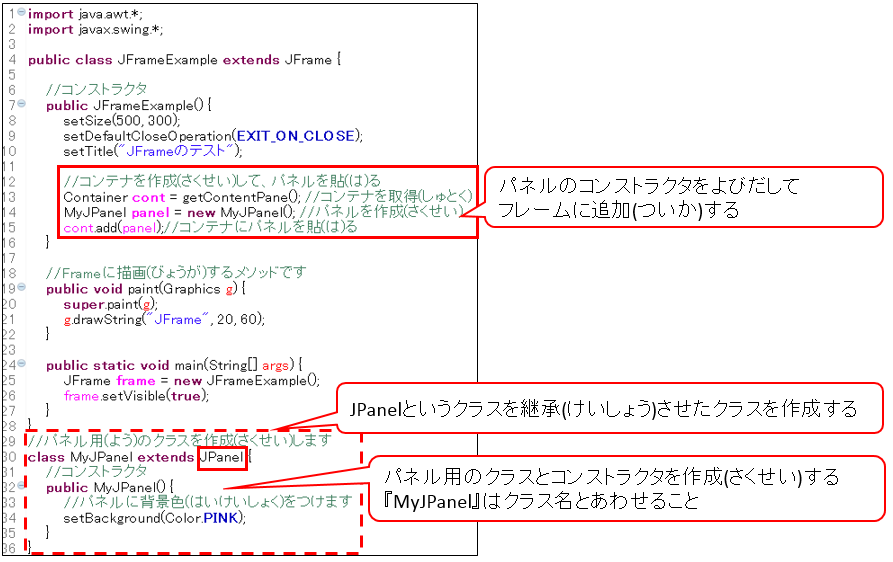 1 import java.awt.*;
2 import javax.swing.*;
3
4 public class JFrameExample extends JFrame {
5
6 //コンストラクタ
7 public JFrameExample() {
8 setSize(500, 300);
9 setDefaultCloseOperation(EXIT_ON_CLOSE);
10 setTitle("JFrameのテスト");
11
12 //コンテナを作成(さくせい)して、パネルを貼(は)る
13 Container cont = getContentPane(); //コンテナを取得(しゅとく)
14 MyJPanel panel = new MyJPanel(); //パネルを作成(さくせい)
15 cont.add(panel);//コンテナにパネルを貼(は)る
16 }
17
18 //Frameに描画(びょうが)するメソッドです
19 public void paint(Graphics g) {
20 super.paint(g);
21 g.drawString("JFrame", 20, 60);
22 }
23
24 public static void main(String[] args) {
25 JFrame frame = new JFrameExample();
26 frame.setVisible(true);
27 }
28 }
29 //パネル用(よう)のクラスを作成(さくせい)します
30 class MyJPanel extends JPanel {
31 //コンストラクタ
32 public MyJPanel() {
33 //パネルに背景色(はいけいしょく)をつけます
34 setBackground(Color.PINK);
35 }
36 }
パネルのコンストラクタをよびだして
フレームに追加(ついか)する
JPanelというクラスを継承(けいしょう)させたクラスを作成する
パネル用のクラスとコンストラクタを作成(さくせい)する
『MyJPanel』はクラス名とあわせること